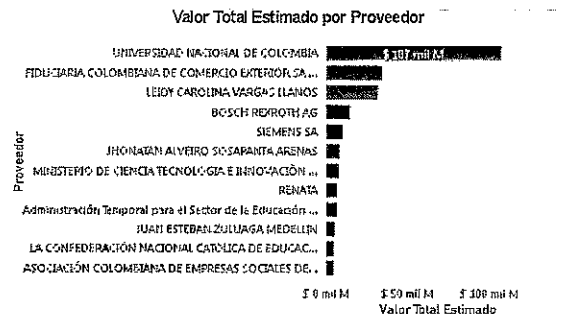 Valor Total Estimado por Proveedor
UNIVERSIDAD NACIONAL DE COLOMBIA
$ 107 mil M
FIDUCIARIA COLOMBIANA DE COMERCIO EXTERIOR SA ...
LEIDY CAROLINA VARGAS LLANOS
BOSCH REXROTH AG
SIEMENS SA
JHONATAN ALVEIRO SOSAPANTA ARENAS
MINISTERIO DE CIENCIA TECNOLOGIA E INNOVACIÓN ...
RENATA
Administración Temporal para el Sector de la Educación ...
JUAN ESTEBAN ZULUAGA MEDELLIN
LA CONFEDERACIÓN NACIONAL CATOLICA DE EDUCAC...
ASOCIACIÓN COLOMBIANA DE EMPRESAS SOCIALES DE...
Proveedor
$ 0 mil M $ 50 mil M $ 100 mil M
Valor Total Estimado